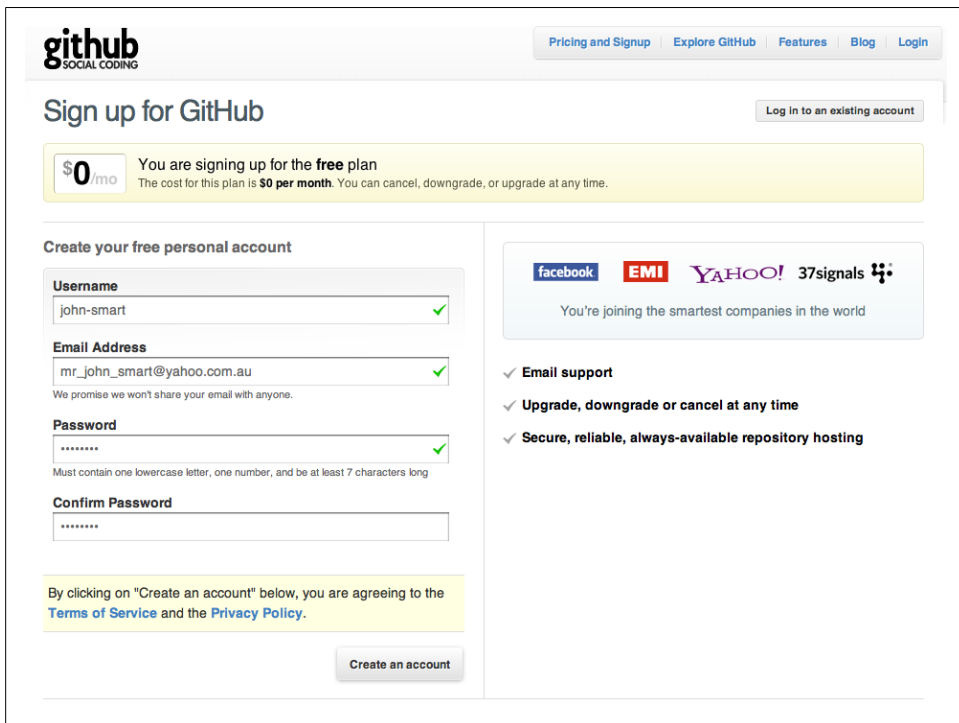 github
SOCIAL CODING
Pricing and Signup Explore GitHub Features Blog Login
Sign up for GitHub
Log in to an existing account
$0/mo
You are signing up for the free plan
The cost for this plan is $0 per month. You can cancel, downgrade, or upgrade at any time.
Create your free personal account
Username
john-smart
Email Address
mr_john_smart@yahoo.com.au
We promise we won't share your email with anyone.
Password
••••••••
Must contain one lowercase letter, one number, and be at least 7 characters long
Confirm Password
••••••••
By clicking on "Create an account" below, you are agreeing to the
Terms of Service and the Privacy Policy.
Create an account
facebook EMI YAHOO! 37signals
You're joining the smartest companies in the world
Email support
Upgrade, downgrade or cancel at any time
Secure, reliable, always-available repository hosting